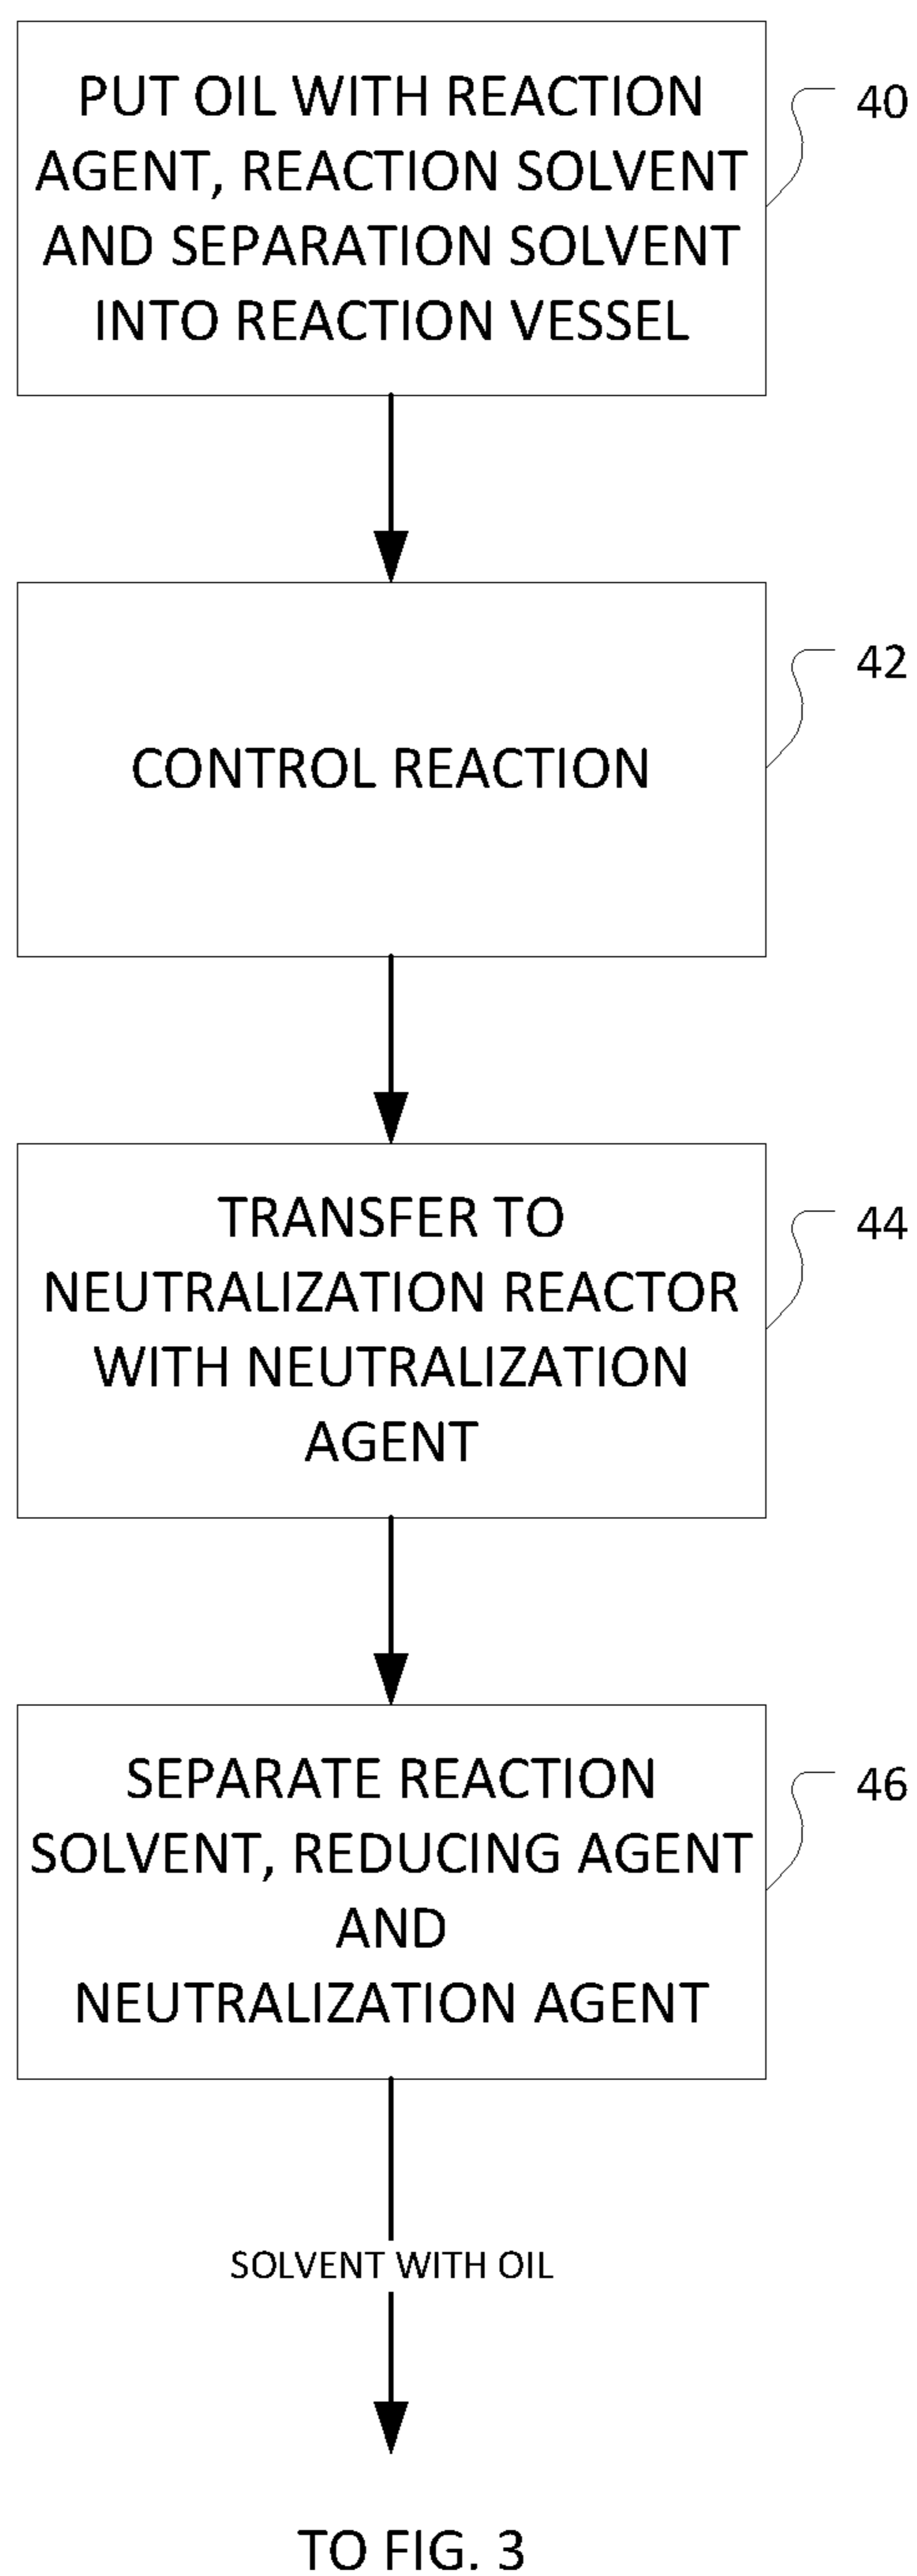 PUT OIL WITH REACTION
AGENT, REACTION SOLVENT
AND SEPARATION SOLVENT
INTO REACTION VESSEL
40
CONTROL REACTION
42
TRANSFER TO
NEUTRALIZATION REACTOR
WITH NEUTRALIZATION
AGENT
44
SEPARATE REACTION
SOLVENT, REDUCING AGENT
AND
NEUTRALIZATION AGENT
46
SOLVENT WITH OIL
TO FIG. 3